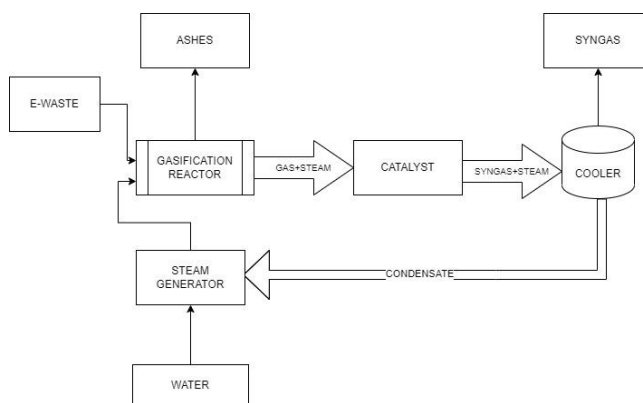 ASHES
SYNGAS
E-WASTE
GASIFICATION
REACTOR
GAS+STEAM
CATALYST
SYNGAS+STEAM
COOLER
STEAM
GENERATOR
CONDENSATE
WATER